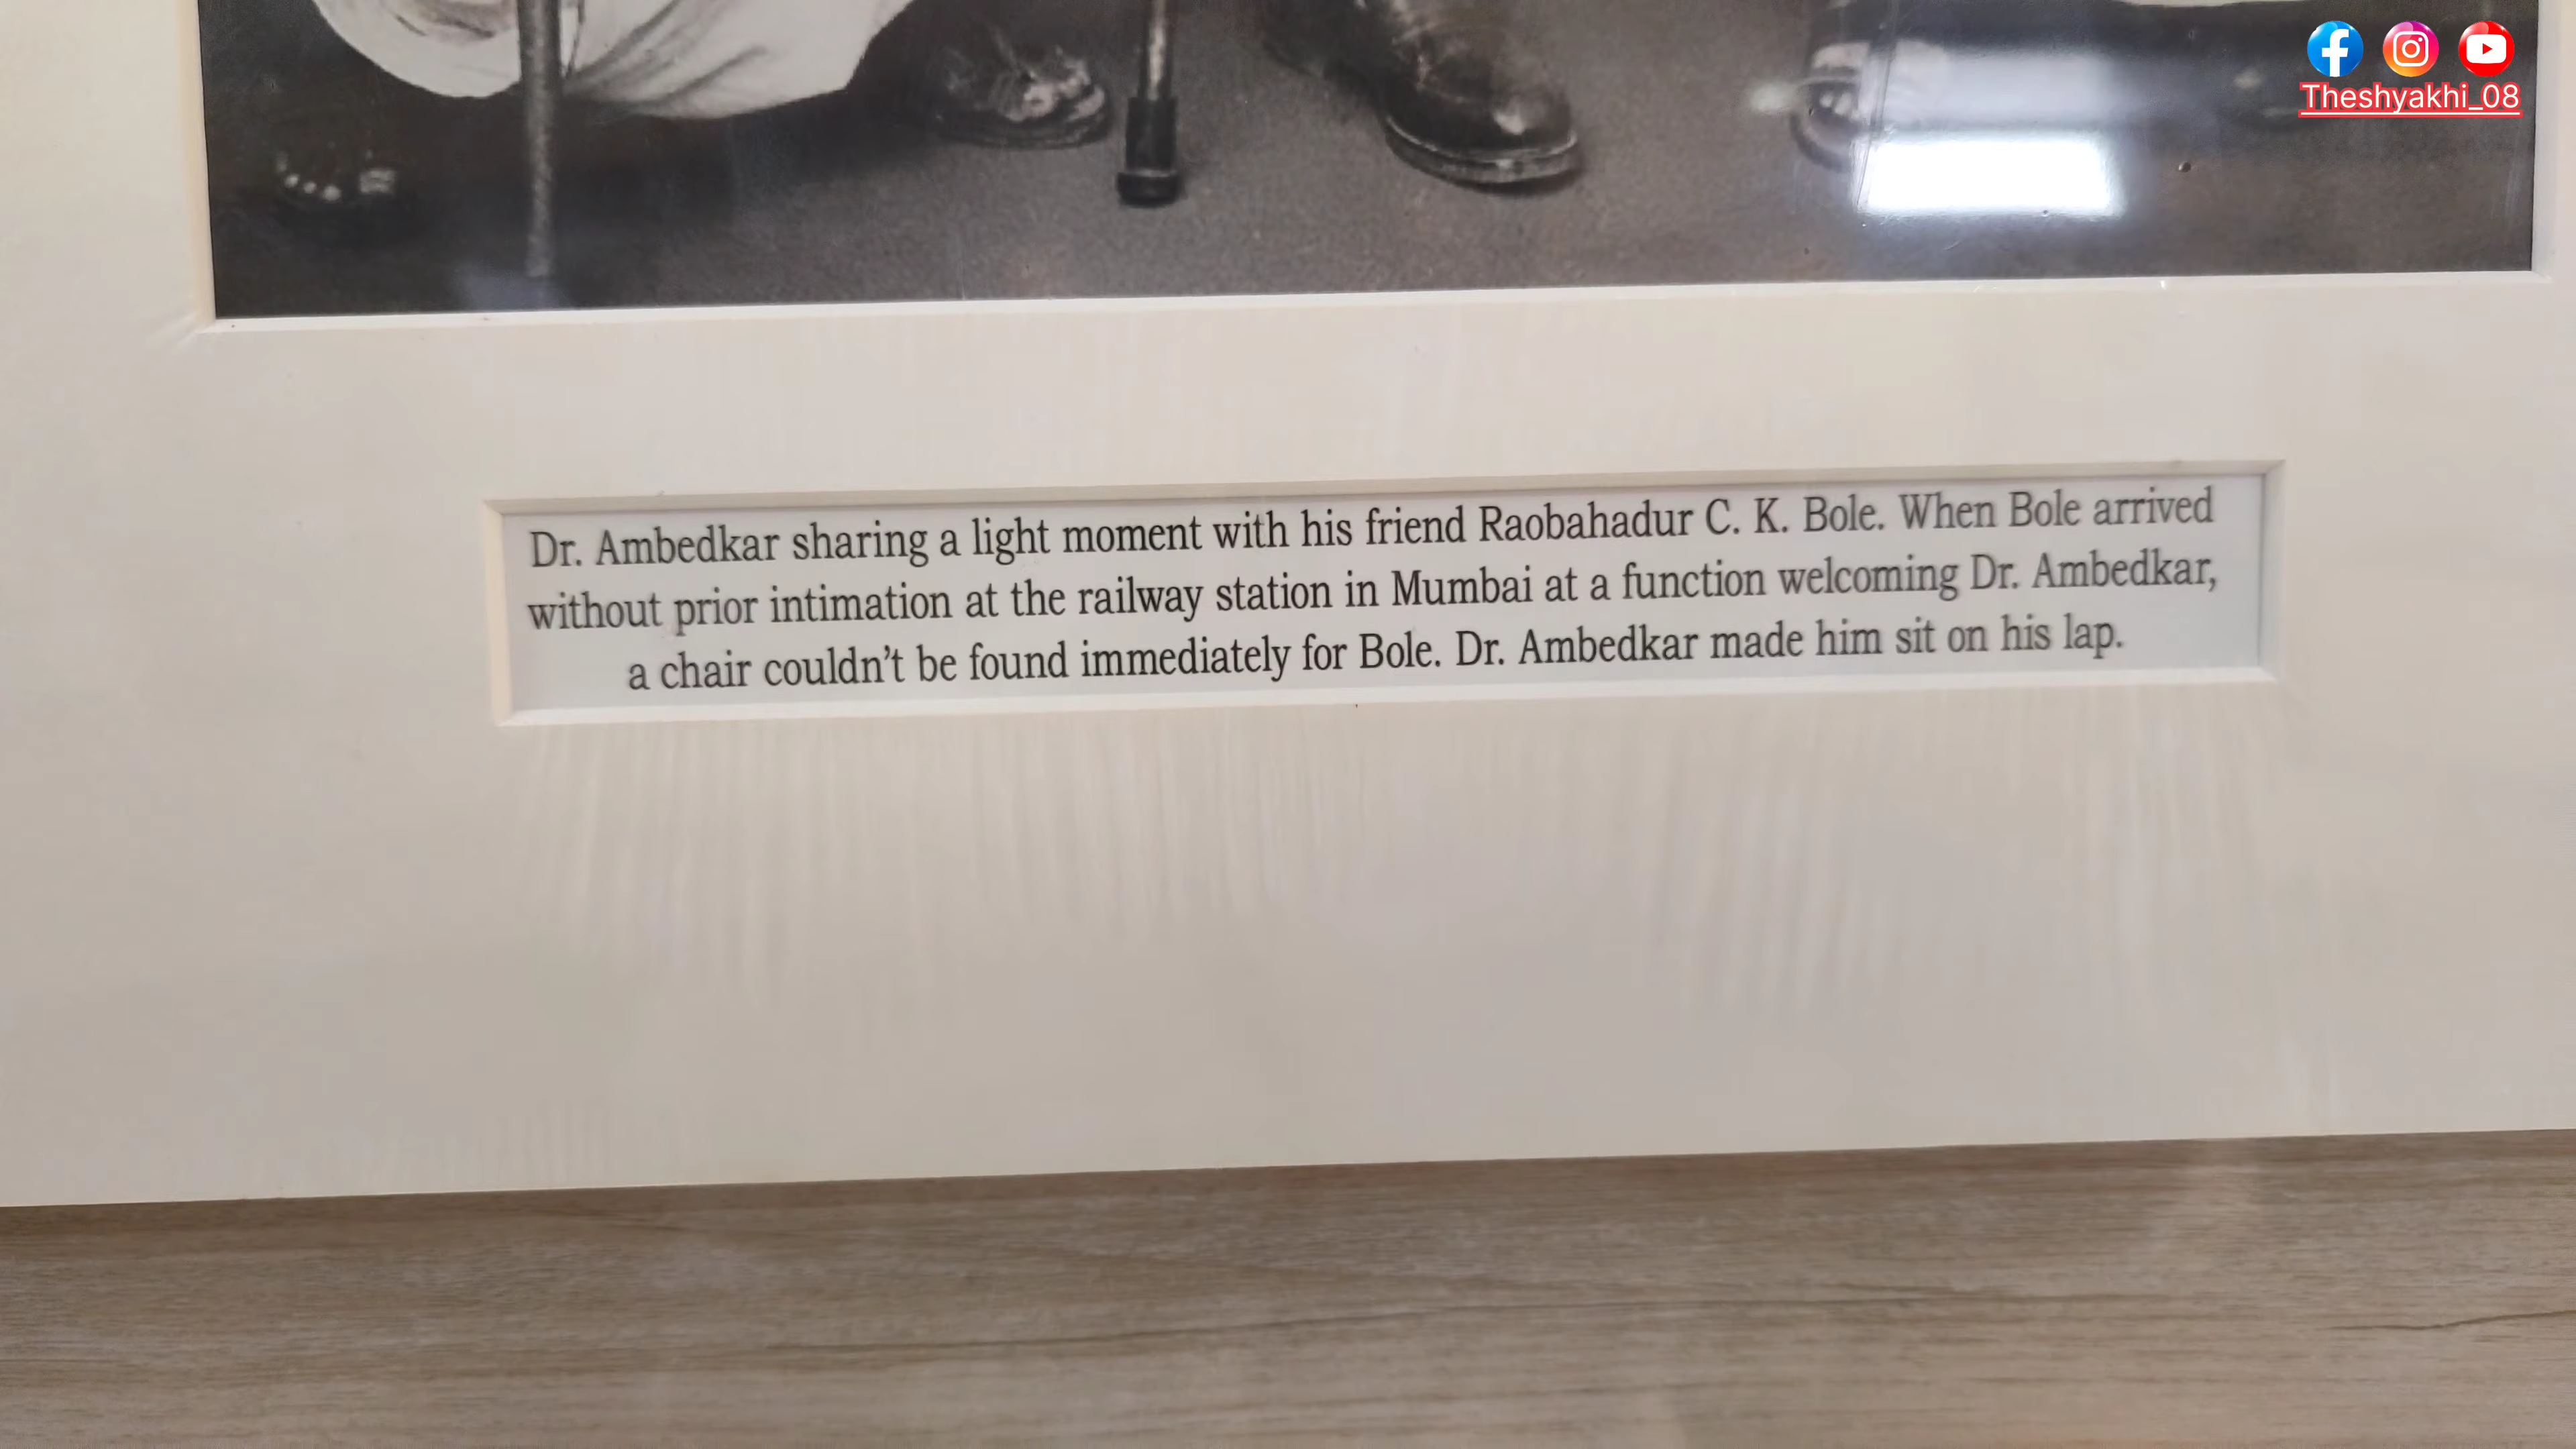 Theshyakhi_08
Dr. Ambedkar sharing a light moment with his friend Raobahadur C. K. Bole. When Bole arrived
without prior intimation at the railway station in Mumbai at a function welcoming Dr. Ambedkar,
a chair couldn't be found immediately for Bole. Dr. Ambedkar made him sit on his lap.